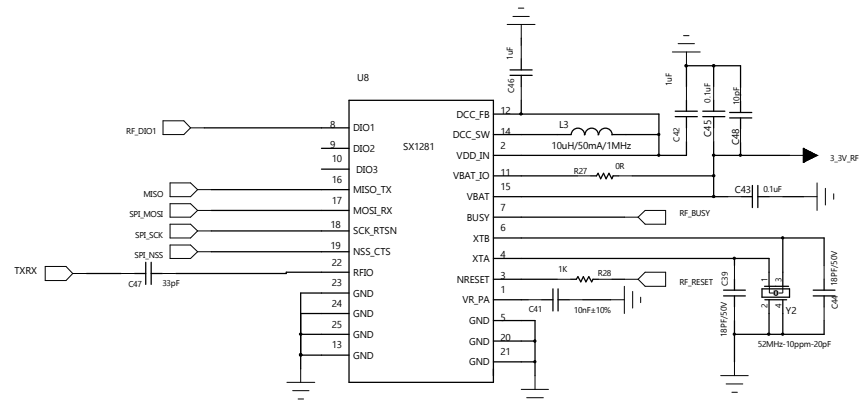 1uF
C46
U8
SX1281
RF_DIO1
8
DIO1
9
DIO2
10
DIO3
MISO
16
MISO_TX
SPI_MOSI
17
MOSI_RX
SPI_SCK
18
SCK_RTSN
SPI_NSS
19
NSS_CTS
TXRX
C47
33pF
22
RFIO
23
GND
24
GND
25
GND
13
GND
DCC_FB
12
DCC_SW
14
L3
10uH/50mA/1MHz
VDD_IN
2
1uF
C42
0.1uF
C45
10pF
C48
3_3V_RF
VBAT_IO
11
R27
0R
VBAT
15
C43
0.1uF
BUSY
7
RF_BUSY
XTB
6
XTA
4
NRESET
3
1K
R28
RF_RESET
VR_PA
1
C41
10nF±10%
GND
5
GND
20
GND
21
C39
18PF/50V
1
3
2
4
Y2
18PF/50V
C44
52MHz-10ppm-20pF